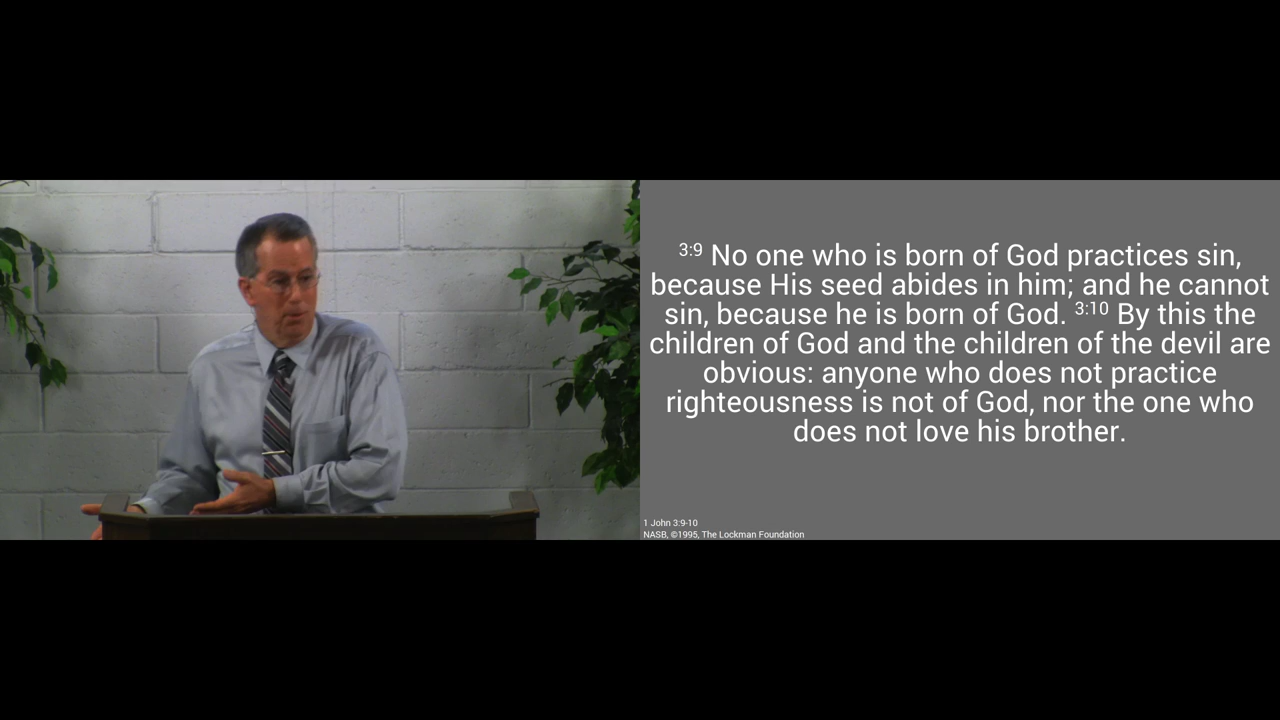 3:9 No one who is born of God practices sin,
because His seed abides in him; and he cannot
sin, because he is born of God. 3:10 By this the
children of God and the children of the devil are
obvious: anyone who does not practice
righteousness is not of God, nor the one who
does not love his brother.
1 John 3:9-10
NASB, ©1995, The Lockman Foundation